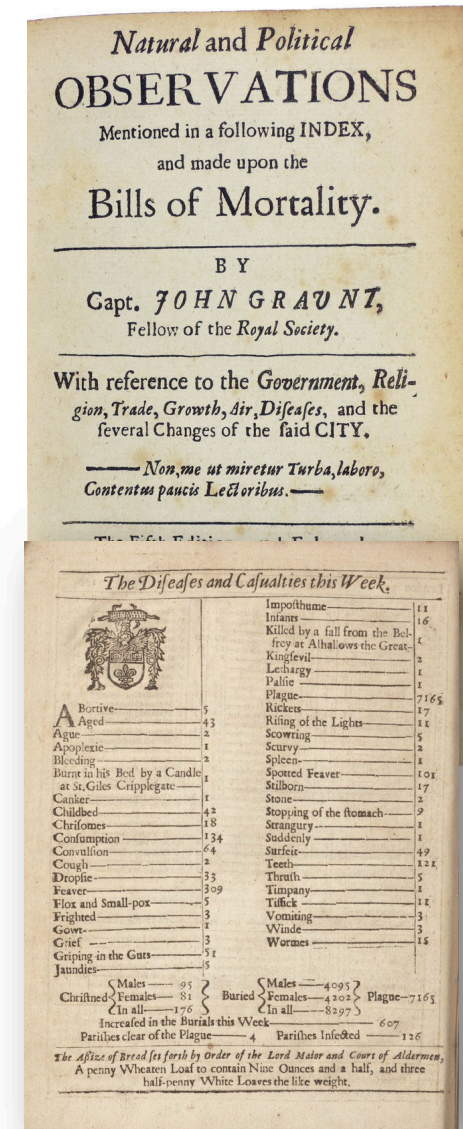 Natural and Political
OBSERVATIONS
Mentioned in a following INDEX,
and made upon the
Bills of Mortality.
BY
Capt. JOHN GRAUNT,
Fellow of the Royal Society.
With reference to the Government, Reli-
gion, Trade, Growth, Air, Diſeaſes, and the
ſeveral Changes of the ſaid CITY.
Non, me ut miretur Turba, laboro,
Contentus paucis Lectoribus.
The Diſeaſes and Caſualties this Week.
ABortive 5
Aged 43
Ague 2
Apoplexie 1
Bleeding 2
Burnt in his Bed by a Candle
at St. Giles Cripplegate 1
Canker 1
Childbed 42
Chriſomes 18
Conſumption 134
Convulſion 64
Cough 2
Dropſie 33
Feaver 309
Flox and Small-pox 5
Frighted 3
Gowt 1
Grief 3
Griping in the Guts 51
Jaundies 5
Impoſthume 11
Infants 16
Killed by a fall from the Bel-
frey at Alhallows the Great 1
Kingſevil 2
Lethargy 1
Palſie 1
Plague 7165
Rickets 17
Riſing of the Lights 11
Scowring 5
Scurvy 2
Spleen 1
Spotted Feaver 101
Stilborn 17
Stone 2
Stopping of the ſtomach 9
Strangury 1
Suddenly 1
Surfeit 49
Teeth 121
Thruſh 5
Timpany 1
Tiſſick 11
Vomiting 3
Winde 3
Wormes 15
Chriſtned Males 95 Females 81 In all 176
Buried Males 4095 Females 4202 In all 8297
Plague 7165
Increaſed in the Burials this Week 607
Pariſhes clear of the Plague 4 Pariſhes Infected 126
The Aſſize of Bread ſet forth by Order of the Lord Maior and Court of Aldermen,
A penny Wheaten Loaf to contain Nine Ounces and a half, and three
half-penny White Loaves the like weight.